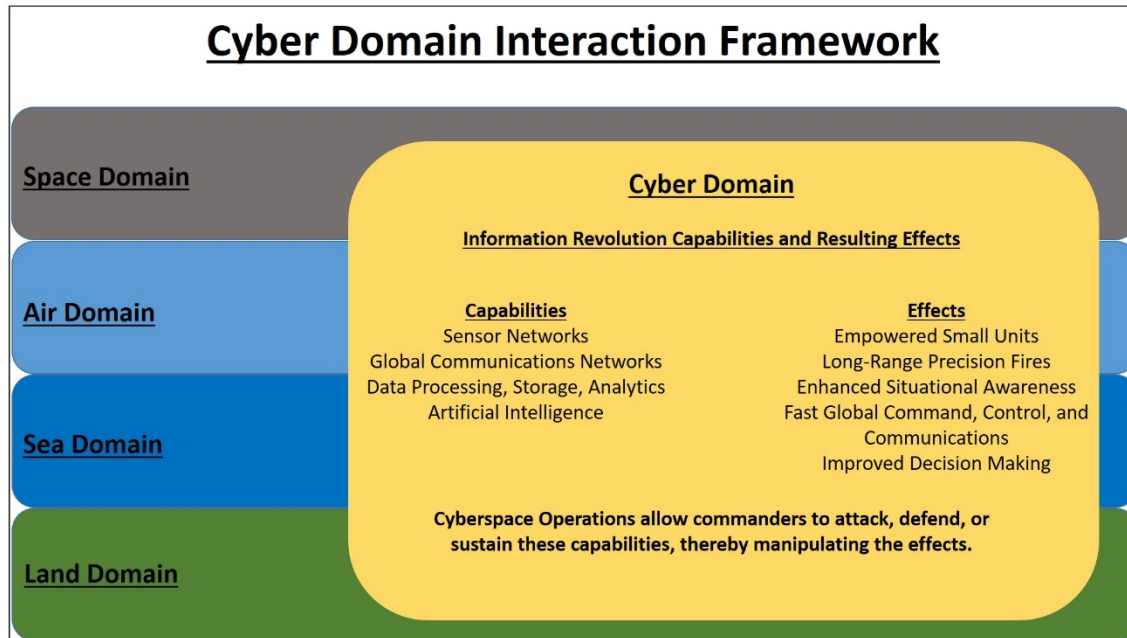 Cyber Domain Interaction Framework
Space Domain
Air Domain
Sea Domain
Land Domain
Cyber Domain
Information Revolution Capabilities and Resulting Effects
Capabilities
Sensor Networks
Global Communications Networks
Data Processing, Storage, Analytics
Artificial Intelligence
Effects
Empowered Small Units
Long-Range Precision Fires
Enhanced Situational Awareness
Fast Global Command, Control, and
Communications
Improved Decision Making
Cyberspace Operations allow commanders to attack, defend, or
sustain these capabilities, thereby manipulating the effects.